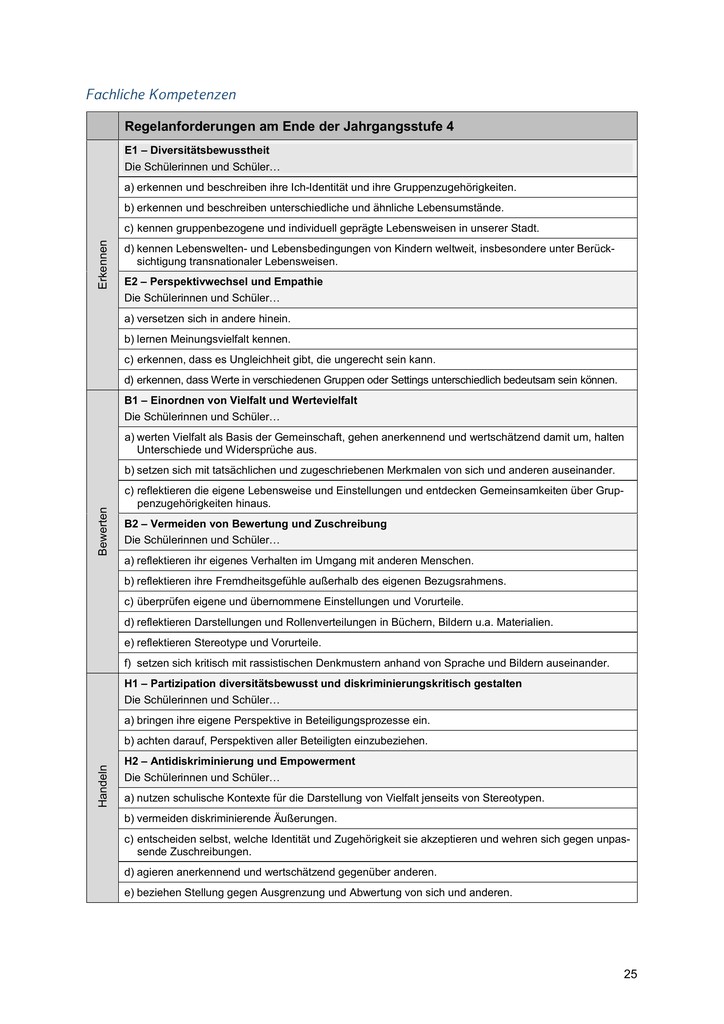 Fachliche Kompetenzen
Regelanforderungen am Ende der Jahrgangsstufe 4
Erkennen
E1 – Diversitätsbewusstheit
Die Schülerinnen und Schüler…
a) erkennen und beschreiben ihre Ich-Identität und ihre Gruppenzugehörigkeiten.
b) erkennen und beschreiben unterschiedliche und ähnliche Lebensumstände.
c) kennen gruppenbezogene und individuell geprägte Lebensweisen in unserer Stadt.
d) kennen Lebenswelten- und Lebensbedingungen von Kindern weltweit, insbesondere unter Berück-
sichtigung transnationaler Lebensweisen.
E2 – Perspektivwechsel und Empathie
Die Schülerinnen und Schüler…
a) versetzen sich in andere hinein.
b) lernen Meinungsvielfalt kennen.
c) erkennen, dass es Ungleichheit gibt, die ungerecht sein kann.
d) erkennen, dass Werte in verschiedenen Gruppen oder Settings unterschiedlich bedeutsam sein können.
Bewerten
B1 – Einordnen von Vielfalt und Wertevielfalt
Die Schülerinnen und Schüler…
a) werten Vielfalt als Basis der Gemeinschaft, gehen anerkennend und wertschätzend damit um, halten
Unterschiede und Widersprüche aus.
b) setzen sich mit tatsächlichen und zugeschriebenen Merkmalen von sich und anderen auseinander.
c) reflektieren die eigene Lebensweise und Einstellungen und entdecken Gemeinsamkeiten über Grup-
penzugehörigkeiten hinaus.
B2 – Vermeiden von Bewertung und Zuschreibung
Die Schülerinnen und Schüler…
a) reflektieren ihr eigenes Verhalten im Umgang mit anderen Menschen.
b) reflektieren ihre Fremdheitsgefühle außerhalb des eigenen Bezugsrahmens.
c) überprüfen eigene und übernommene Einstellungen und Vorurteile.
d) reflektieren Darstellungen und Rollenverteilungen in Büchern, Bildern u.a. Materialien.
e) reflektieren Stereotype und Vorurteile.
f) setzen sich kritisch mit rassistischen Denkmustern anhand von Sprache und Bildern auseinander.
Handeln
H1 – Partizipation diversitätsbewusst und diskriminierungskritisch gestalten
Die Schülerinnen und Schüler…
a) bringen ihre eigene Perspektive in Beteiligungsprozesse ein.
b) achten darauf, Perspektiven aller Beteiligten einzubeziehen.
H2 – Antidiskriminierung und Empowerment
Die Schülerinnen und Schüler…
a) nutzen schulische Kontexte für die Darstellung von Vielfalt jenseits von Stereotypen.
b) vermeiden diskriminierende Äußerungen.
c) entscheiden selbst, welche Identität und Zugehörigkeit sie akzeptieren und wehren sich gegen unpas-
sende Zuschreibungen.
d) agieren anerkennend und wertschätzend gegenüber anderen.
e) beziehen Stellung gegen Ausgrenzung und Abwertung von sich und anderen.
25